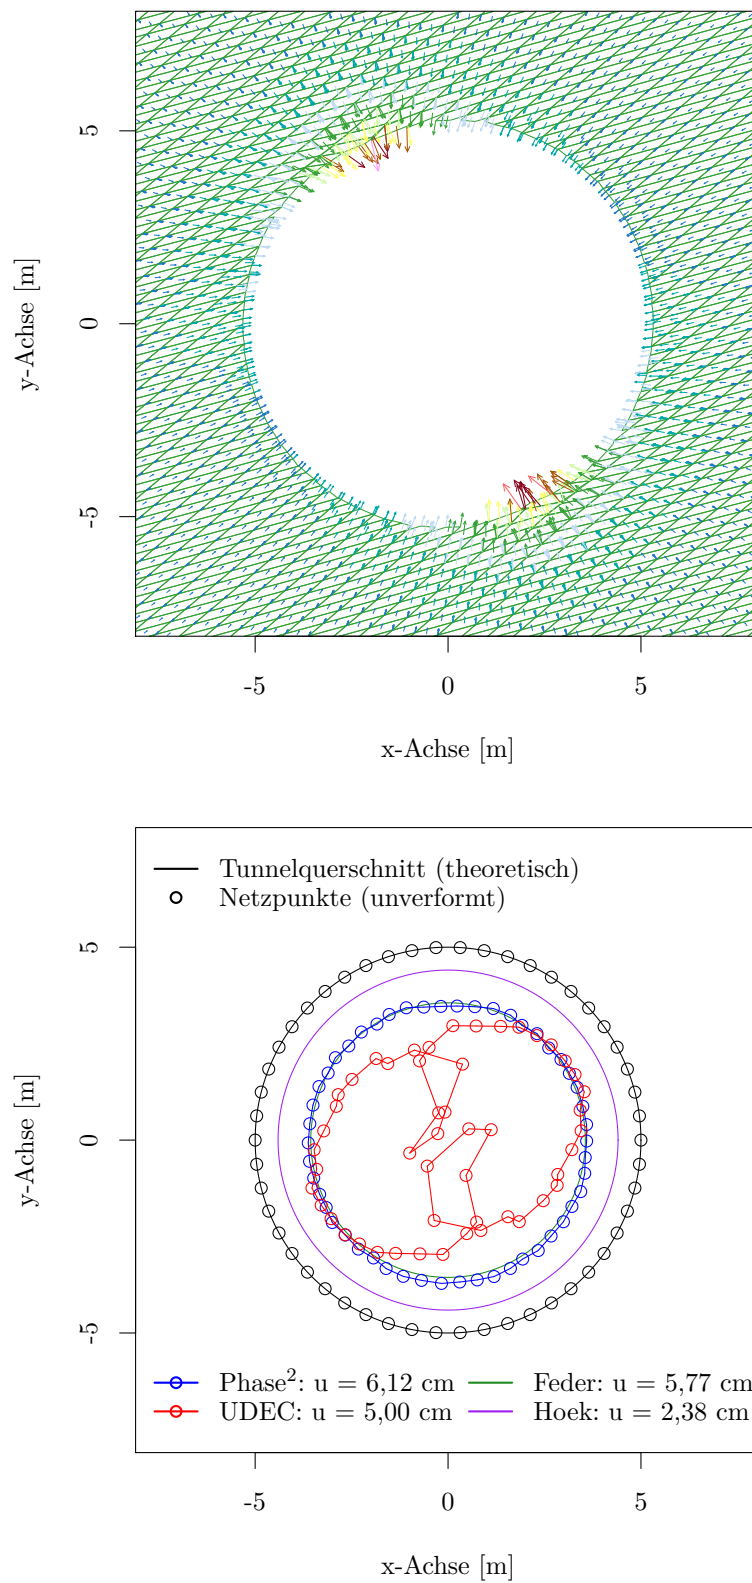 5
0
-5
y-Achse [m]
-5 0 5
x-Achse [m]
Tunnelquerschnitt (theoretisch)
Netzpunkte (unverformt)
5
0
-5
y-Achse [m]
Phase²: u = 6,12 cm Feder: u = 5,77 cm
UDEC: u = 5,00 cm Hoek: u = 2,38 cm
-5 0 5
x-Achse [m]